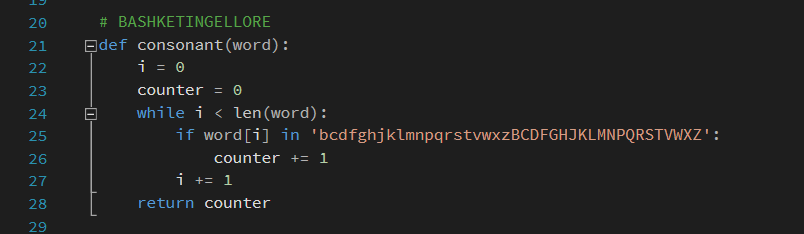 19
20 # BASHKETINGELLORE
21 def consonant(word):
22 i = 0
23 counter = 0
24 while i < len(word):
25 if word[i] in 'bcdfghjklmnpqrstvwxzBCDFGHJKLMNPQRSTVWXZ':
26 counter += 1
27 i += 1
28 return counter
29